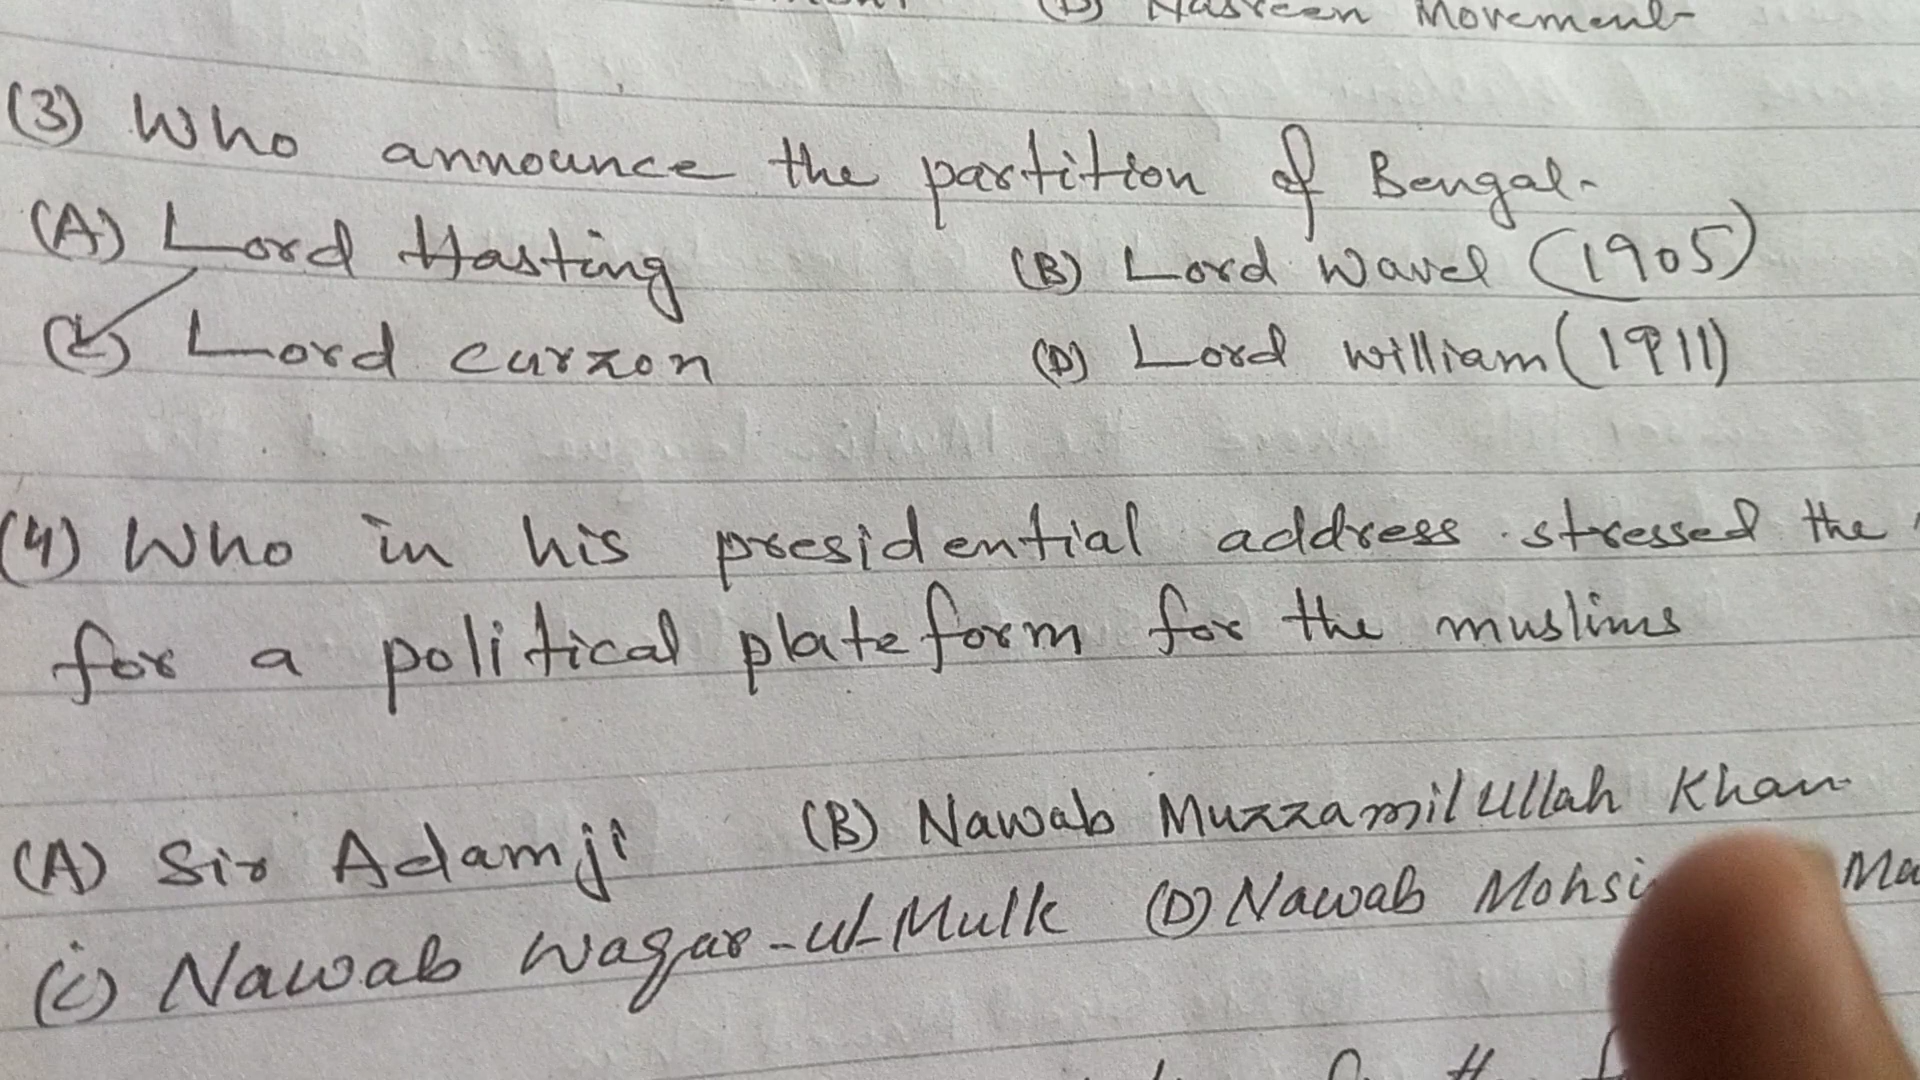 (D) Nasreen Movement
(3) Who announce the partition of Bengal-
(A) Lord Hasting (B) Lord Wavel (1905)
(C) Lord curzon (D) Lord william (1911)
(4) Who in his presidential address stressed the
for a political plateform for the muslims
(A) Sir Adamji (B) Nawab Muzzamil Ullah Khan
(C) Nawab Waqar-ul-Mulk (D) Nawab